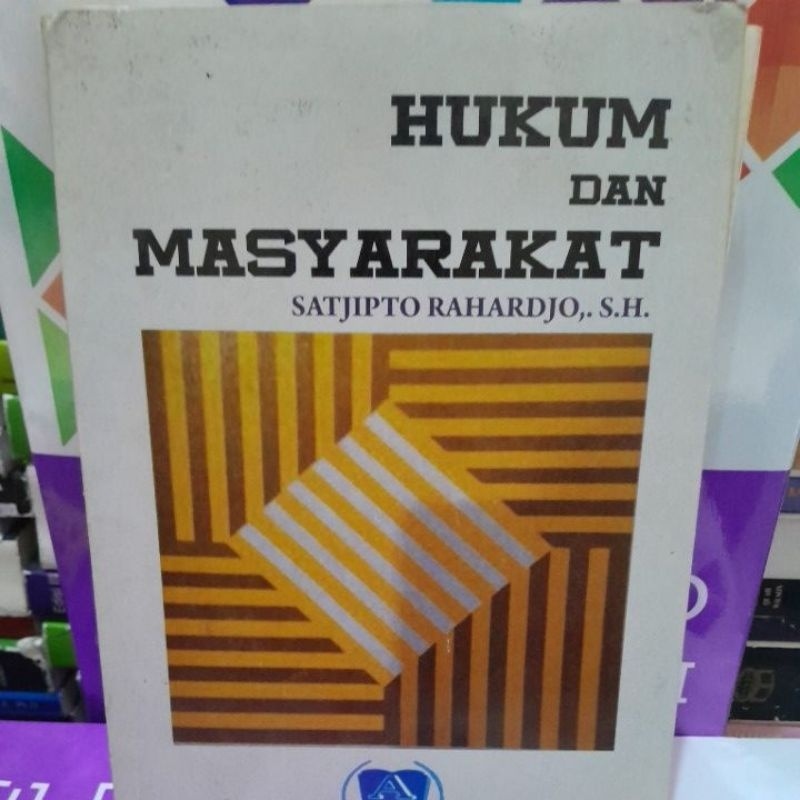 HUKUM
DAN
MASYARAKAT
SATJIPTO RAHARDJO,. S.H.
A